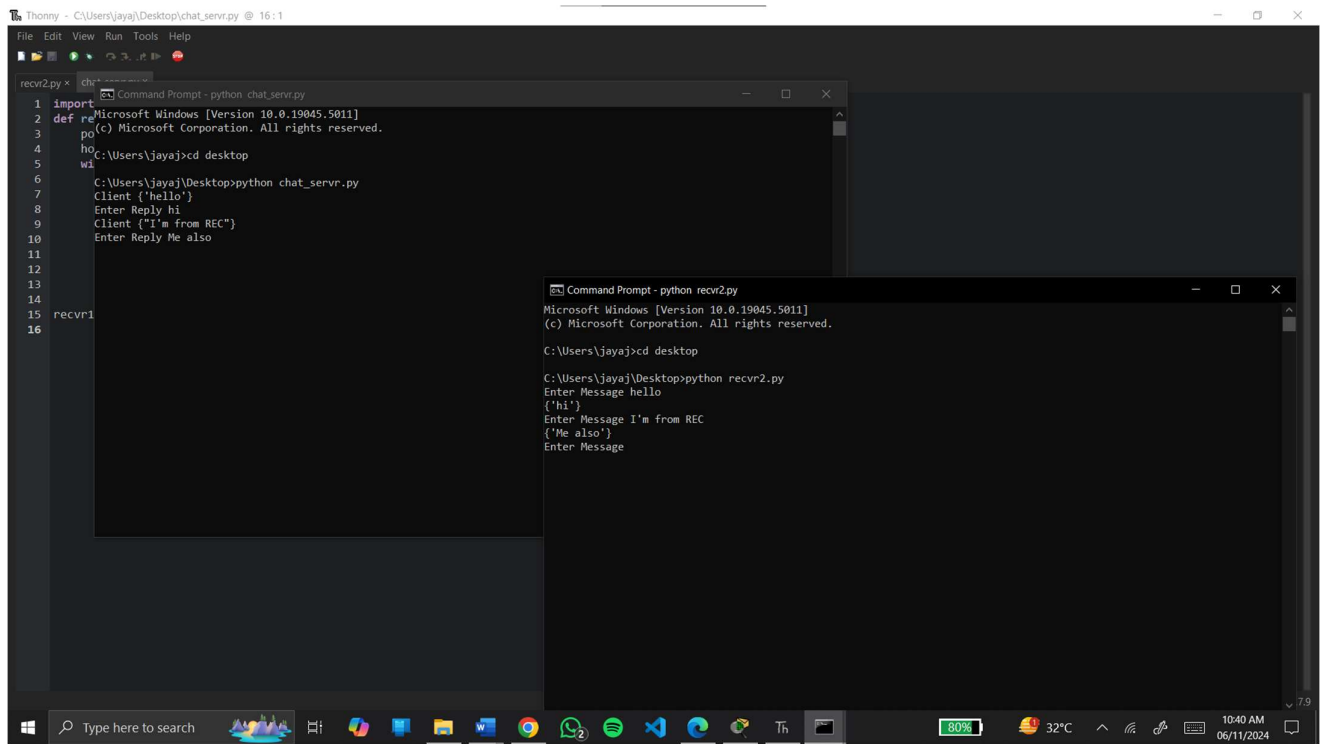 Thonny - C:\Users\jayaj\Desktop\chat_servr.py @ 16 : 1
File Edit View Run Tools Help
recvr2.py ×
1 import
2 def re
3 po
4 ho
5 wi
6
7
8
9
10
11
12
13
14
15 recvr1
16
Command Prompt - python chat_servr.py
Microsoft Windows [Version 10.0.19045.5011]
(c) Microsoft Corporation. All rights reserved.
C:\Users\jayaj>cd desktop
C:\Users\jayaj\Desktop>python chat_servr.py
Client {'hello'}
Enter Reply hi
Client {"I'm from REC"}
Enter Reply Me also
Command Prompt - python recvr2.py
Microsoft Windows [Version 10.0.19045.5011]
(c) Microsoft Corporation. All rights reserved.
C:\Users\jayaj>cd desktop
C:\Users\jayaj\Desktop>python recvr2.py
Enter Message hello
{'hi'}
Enter Message I'm from REC
{'Me also'}
Enter Message
7.9
Type here to search
2
Th
80%
1
32°C
10:40 AM
06/11/2024